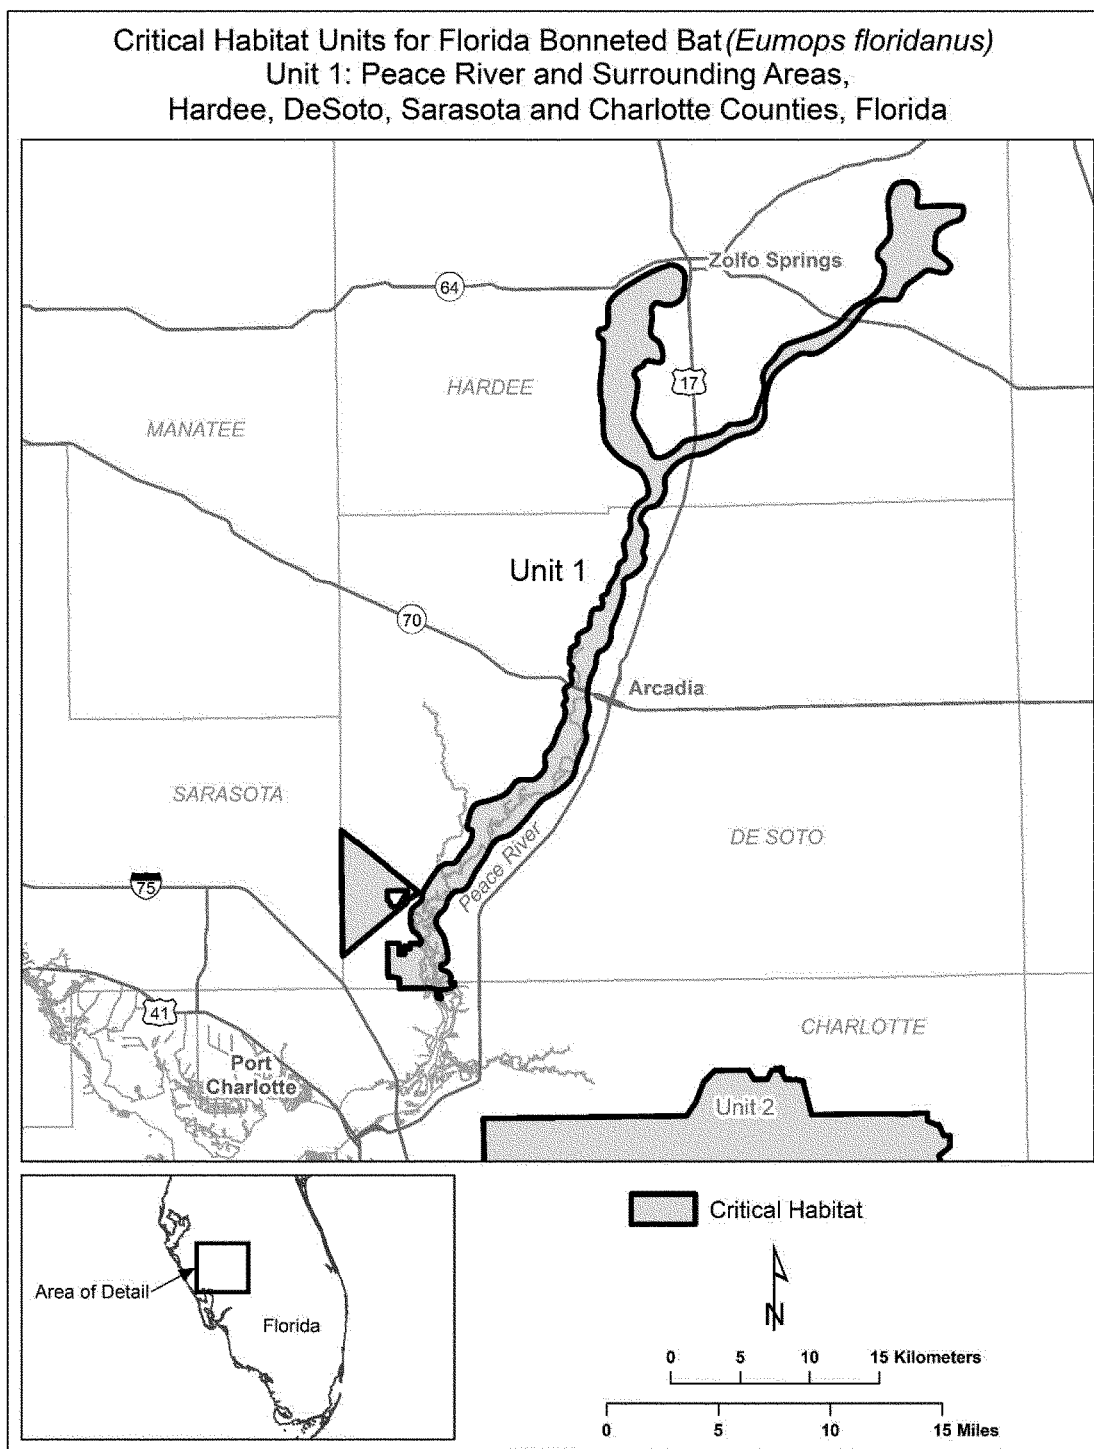 Critical Habitat Units for Florida Bonneted Bat (Eumops floridanus)
Unit 1: Peace River and Surrounding Areas,
Hardee, DeSoto, Sarasota and Charlotte Counties, Florida
Zolfo Springs
64
HARDEE
17
MANATEE
Unit 1
70
Arcadia
SARASOTA
DE SOTO
Peace River
75
41
CHARLOTTE
Port
Charlotte
Unit 2
Critical Habitat
Area of Detail
Florida
N
0 5 10 15 Kilometers
0 5 10 15 Miles